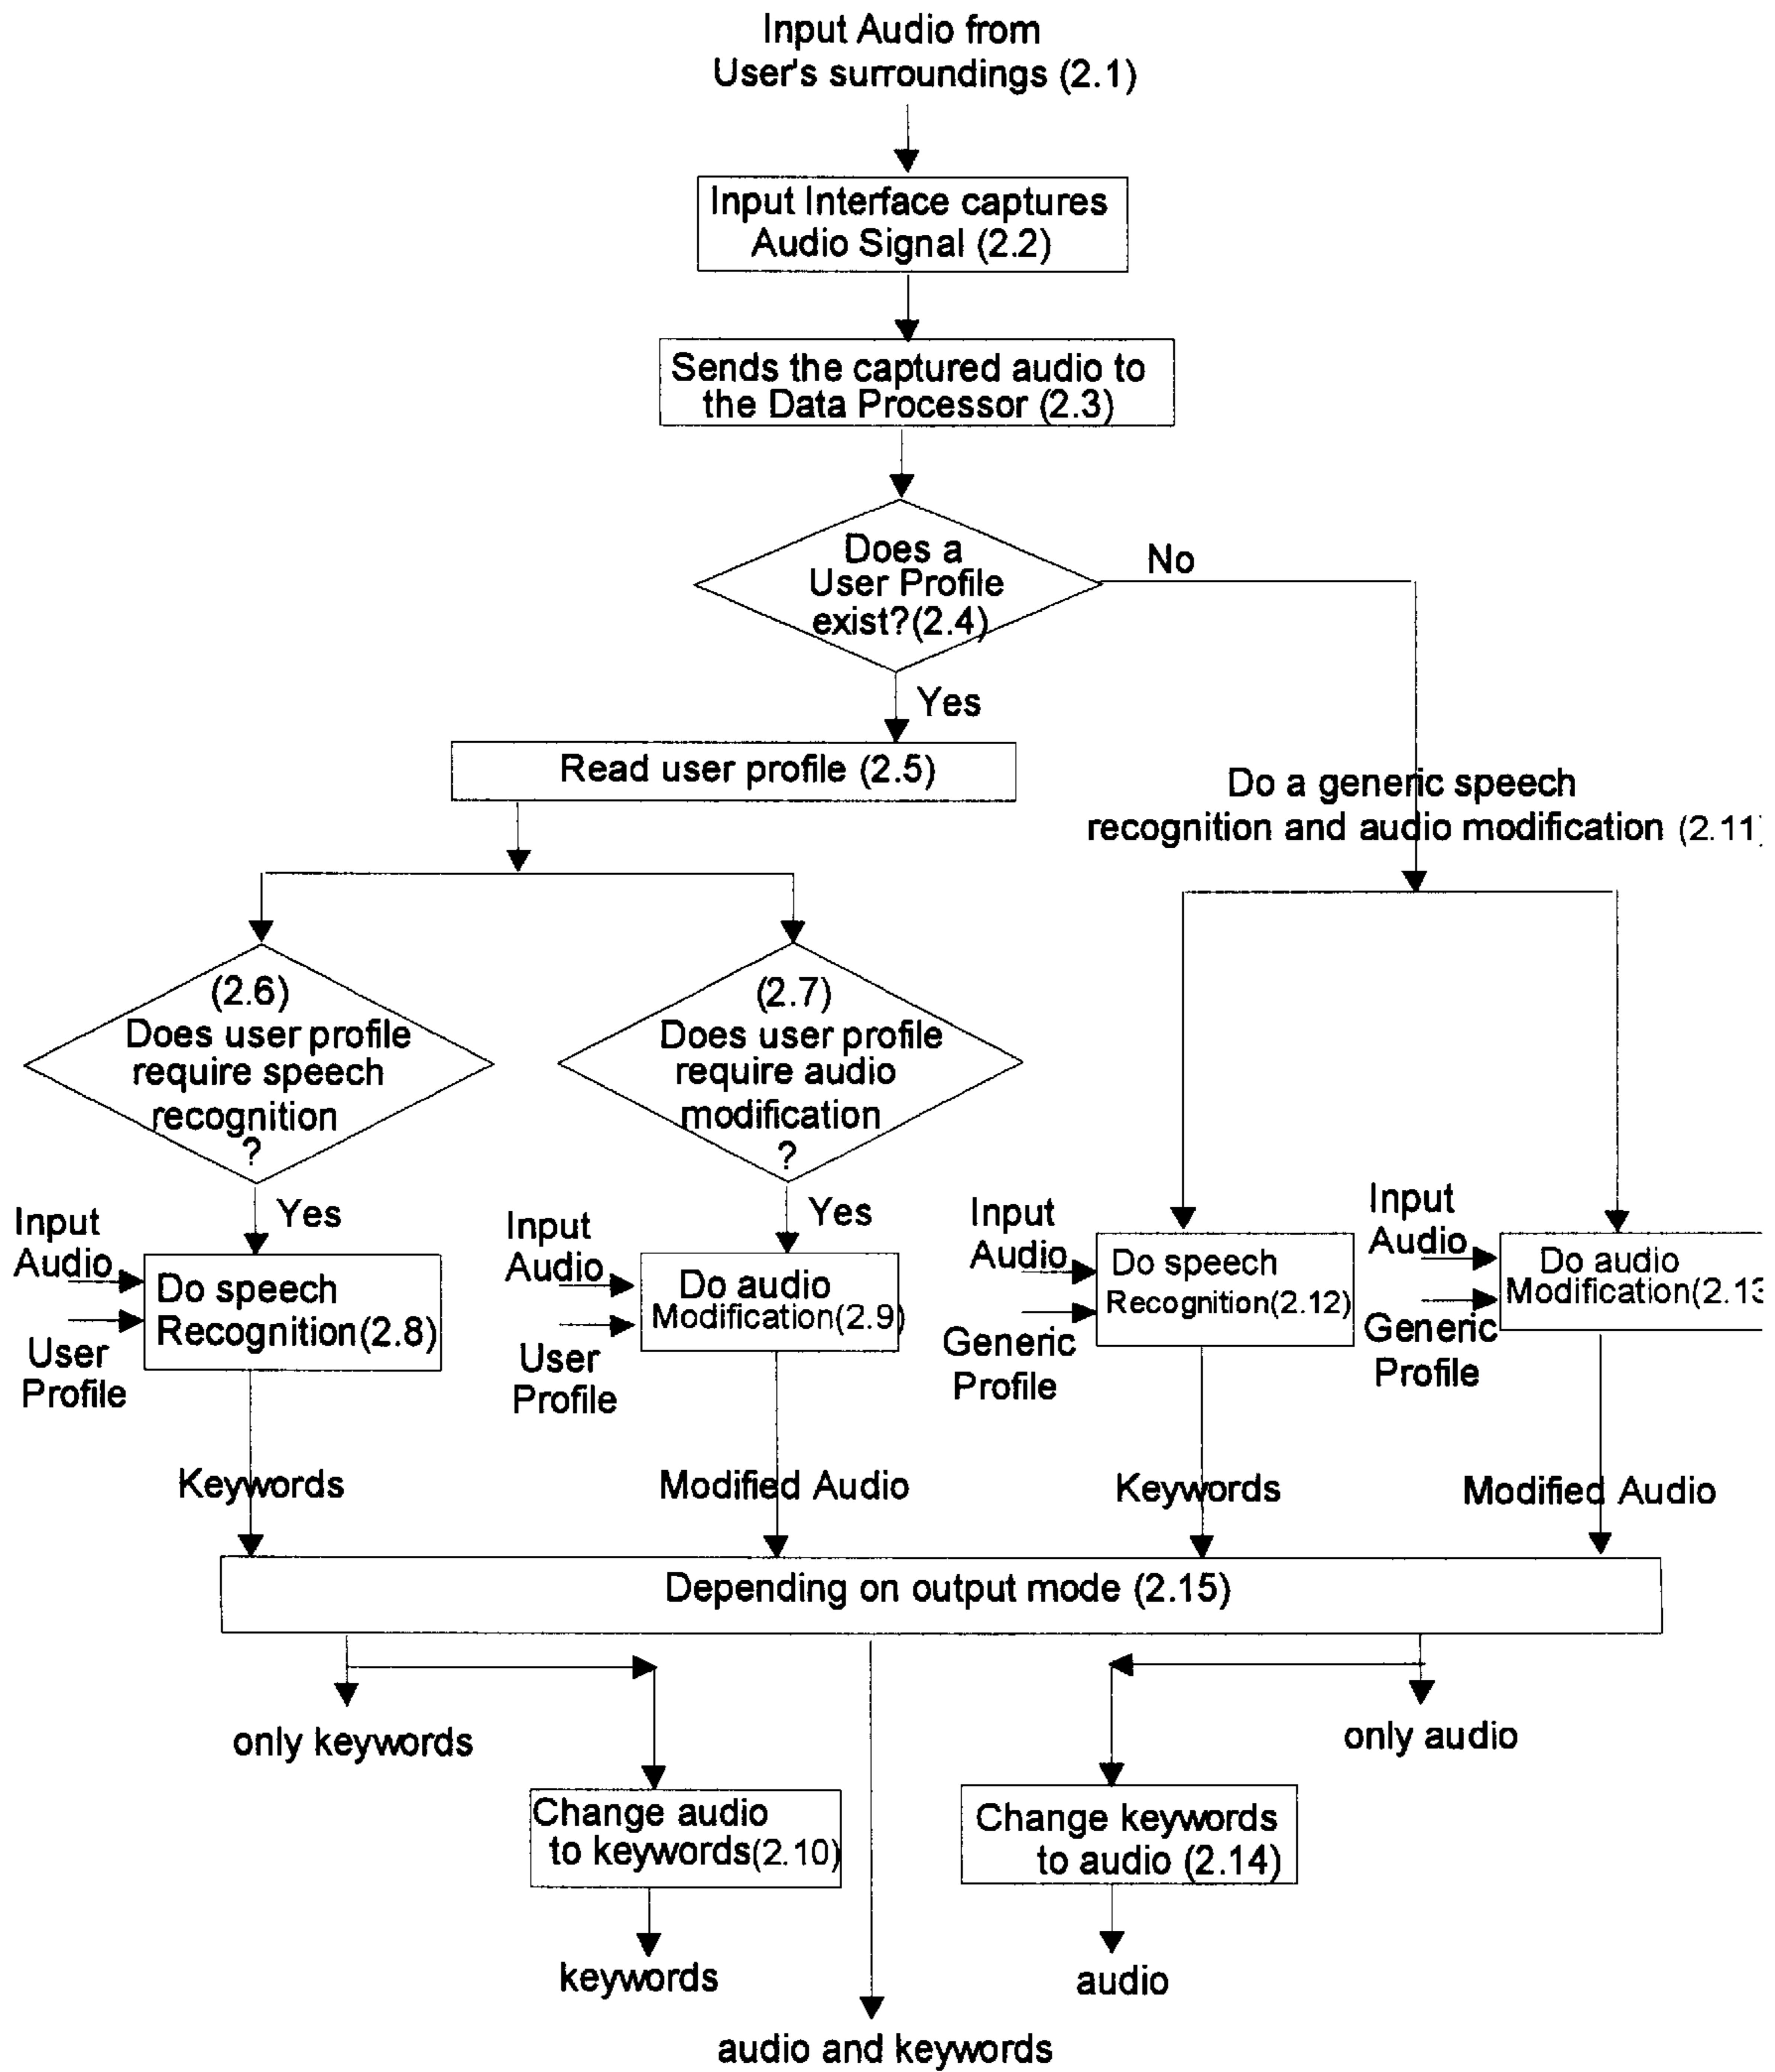 Input Audio from
User's surroundings (2.1)
Input Interface captures
Audio Signal (2.2)
Sends the captured audio to
the Data Processor (2.3)
Does a
User Profile
exist?(2.4)
No
Yes
Read user profile (2.5)
Do a generic speech
recognition and audio modification (2.11)
(2.6)
Does user profile
require speech
recognition
?
(2.7)
Does user profile
require audio
modification
?
Yes
Input
Audio
Do speech
Recognition(2.8)
User
Profile
Yes
Input
Audio
Do audio
Modification(2.9)
User
Profile
Input
Audio
Do speech
Recognition(2.12)
Generic
Profile
Input
Audio
Do audio
Modification(2.13
Generic
Profile
Keywords
Modified Audio
Keywords
Modified Audio
Depending on output mode (2.15)
only keywords
only audio
Change audio
to keywords(2.10)
Change keywords
to audio (2.14)
keywords
audio
audio and keywords